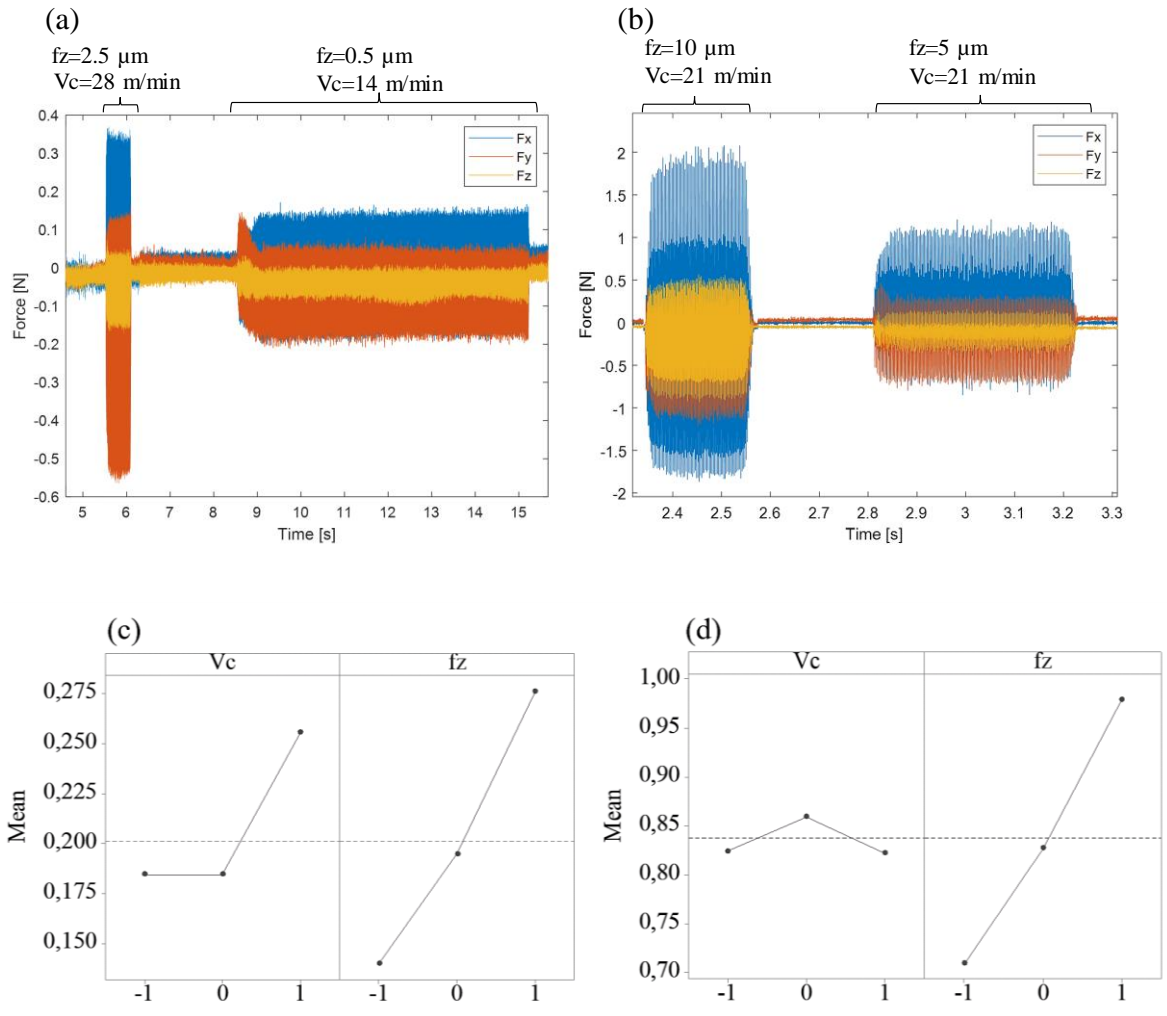 (a)
fz=2.5 µm
Vc=28 m/min
fz=0.5 µm
Vc=14 m/min
0.4
0.3
0.2
0.1
0
-0.1
-0.2
-0.3
-0.4
-0.5
-0.6
Force [N]
Fx
Fy
Fz
5 6 7 8 9 10 11 12 13 14 15
Time [s]
(b)
fz=10 µm
Vc=21 m/min
fz=5 µm
Vc=21 m/min
2
1.5
1
0.5
0
-0.5
-1
-1.5
-2
Force [N]
Fx
Fy
Fz
2.4 2.5 2.6 2.7 2.8 2.9 3 3.1 3.2 3.3
Time [s]
(c)
Vc fz
0,275
0,250
0,225
0,200
0,175
0,150
Mean
-1 0 1 -1 0 1
(d)
Vc fz
1,00
0,95
0,90
0,85
0,80
0,75
0,70
Mean
-1 0 1 -1 0 1